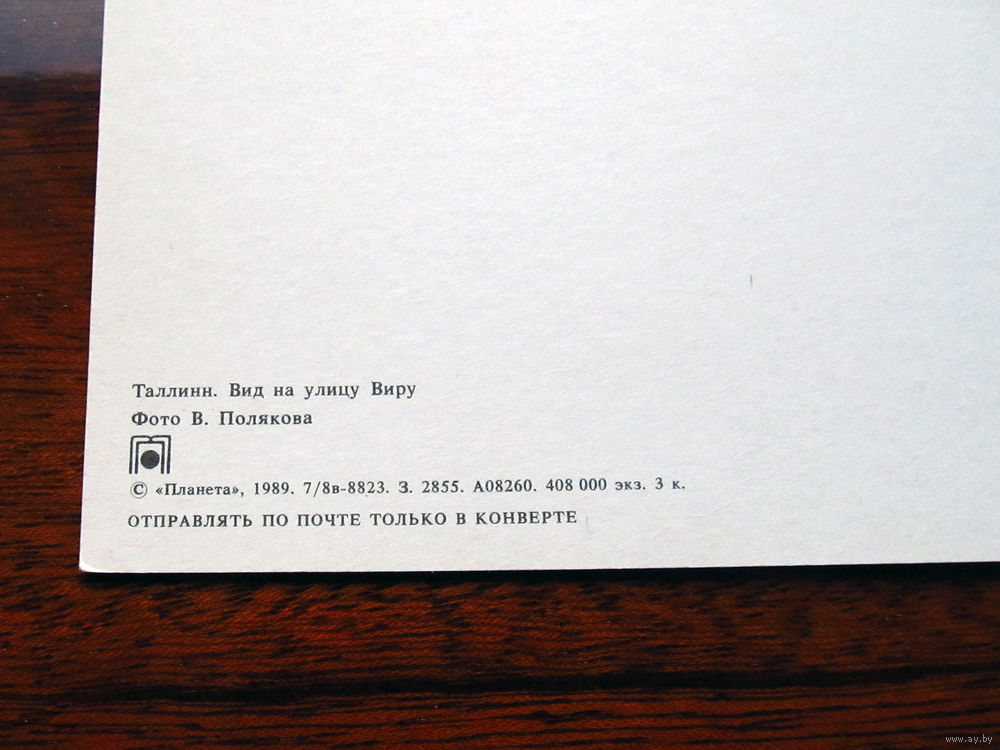 Таллинн. Вид на улицу Виру
Фото В. Полякова
© «Планета», 1989. 7/8в-8823. З. 2855. А08260. 408 000 экз. 3 к.
ОТПРАВЛЯТЬ ПО ПОЧТЕ ТОЛЬКО В КОНВЕРТЕ
www.ay.by